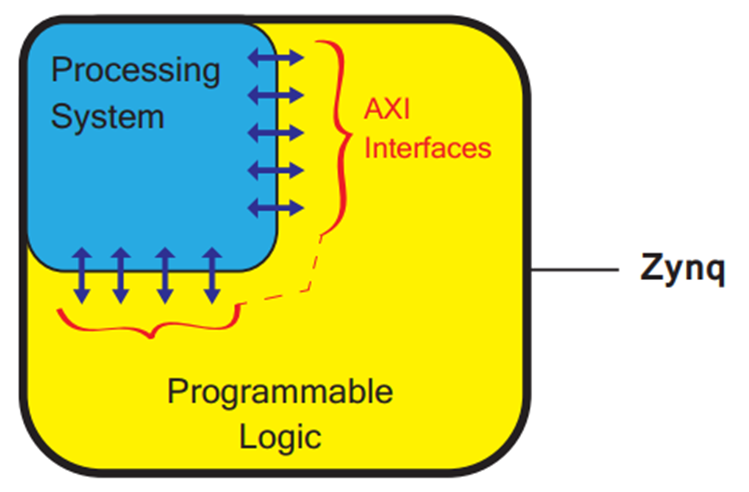 Processing
System
AXI
Interfaces
Zynq
Programmable
Logic